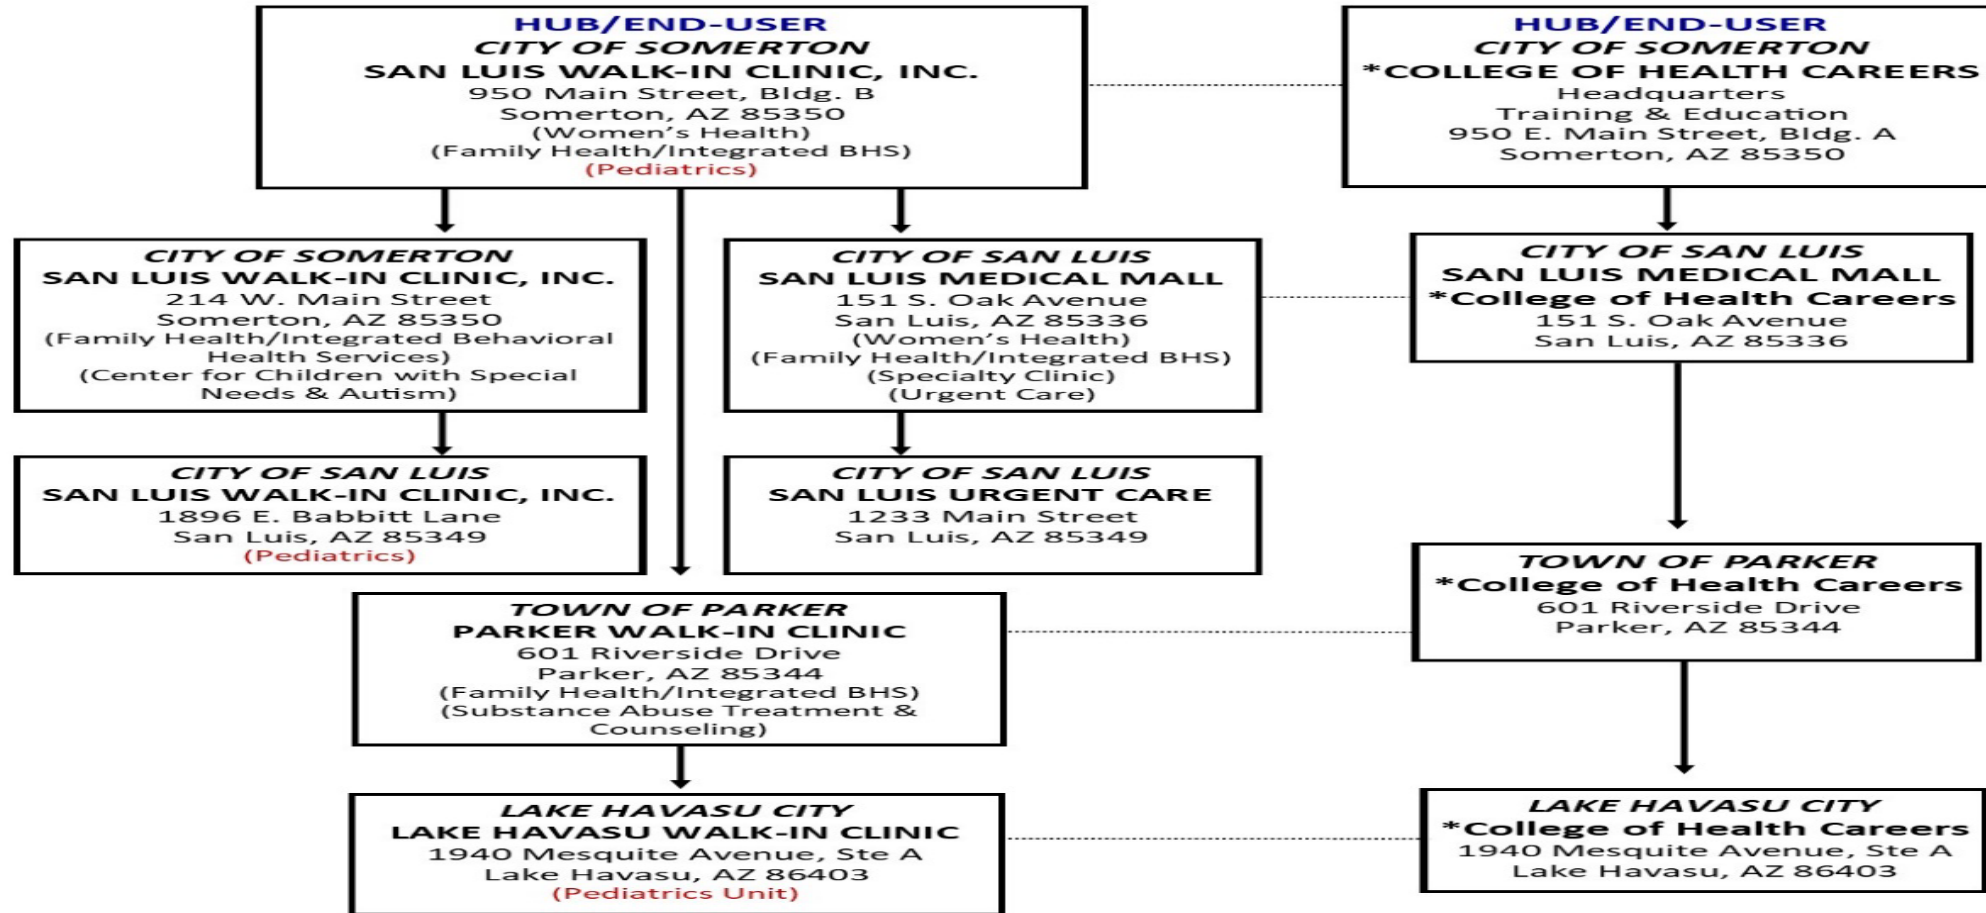 HUB/END-USER
CITY OF SOMERTON
SAN LUIS WALK-IN CLINIC, INC.
950 Main Street, Bldg. B
Somerton, AZ 85350
(Women's Health)
(Family Health/Integrated BHS)
(Pediatrics)
HUB/END-USER
CITY OF SOMERTON
*COLLEGE OF HEALTH CAREERS
Headquarters
Training & Education
950 E. Main Street, Bldg. A
Somerton, AZ 85350
CITY OF SOMERTON
SAN LUIS WALK-IN CLINIC, INC.
214 W. Main Street
Somerton, AZ 85350
(Family Health/Integrated Behavioral
Health Services)
(Center for Children with Special
Needs & Autism)
CITY OF SAN LUIS
SAN LUIS MEDICAL MALL
151 S. Oak Avenue
San Luis, AZ 85336
(Women's Health)
(Family Health/Integrated BHS)
(Specialty Clinic)
(Urgent Care)
CITY OF SAN LUIS
SAN LUIS MEDICAL MALL
*College of Health Careers
151 S. Oak Avenue
San Luis, AZ 85336
CITY OF SAN LUIS
SAN LUIS WALK-IN CLINIC, INC.
1896 E. Babbitt Lane
San Luis, AZ 85349
(Pediatrics)
CITY OF SAN LUIS
SAN LUIS URGENT CARE
1233 Main Street
San Luis, AZ 85349
TOWN OF PARKER
*College of Health Careers
601 Riverside Drive
Parker, AZ 85344
TOWN OF PARKER
PARKER WALK-IN CLINIC
601 Riverside Drive
Parker, AZ 85344
(Family Health/Integrated BHS)
(Substance Abuse Treatment &
Counseling)
LAKE HAVASU CITY
LAKE HAVASU WALK-IN CLINIC
1940 Mesquite Avenue, Ste A
Lake Havasu, AZ 86403
(Pediatrics Unit)
LAKE HAVASU CITY
*College of Health Careers
1940 Mesquite Avenue, Ste A
Lake Havasu, AZ 86403